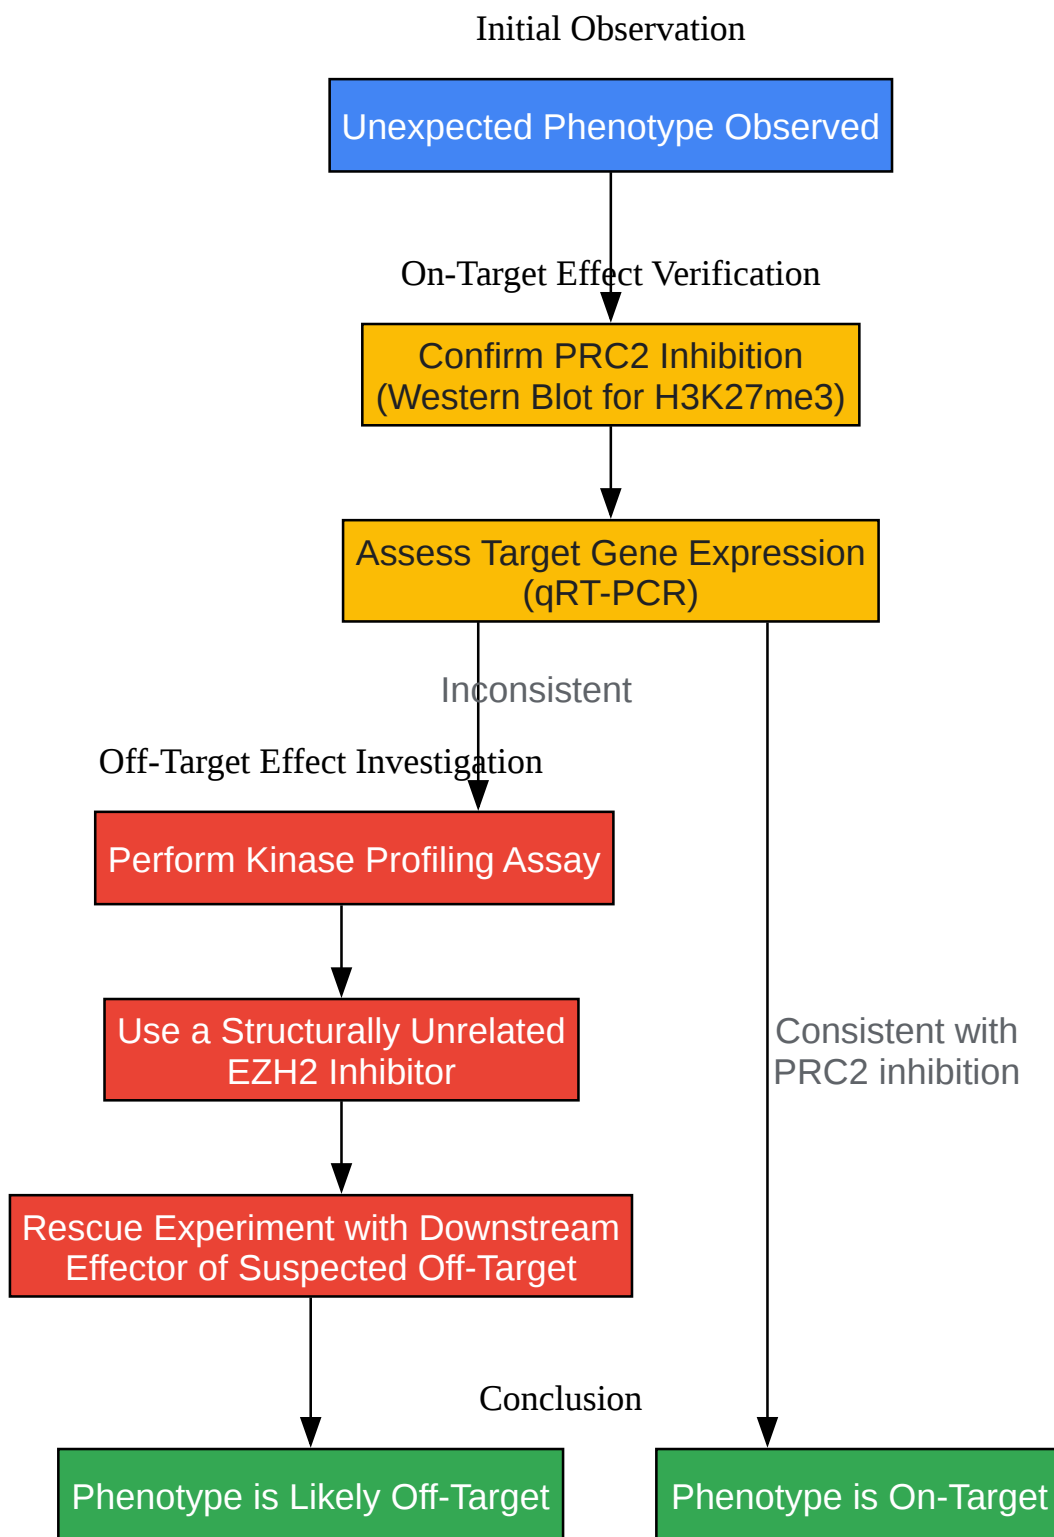 Initial Observation
Unexpected Phenotype Observed
On-Target Effect Verification
Confirm PRC2 Inhibition
(Western Blot for H3K27me3)
Assess Target Gene Expression
(qRT-PCR)
Inconsistent
Off-Target Effect Investigation
Perform Kinase Profiling Assay
Use a Structurally Unrelated
EZH2 Inhibitor
Consistent with
PRC2 inhibition
Rescue Experiment with Downstream
Effector of Suspected Off-Target
Conclusion
Phenotype is Likely Off-Target
Phenotype is On-Target